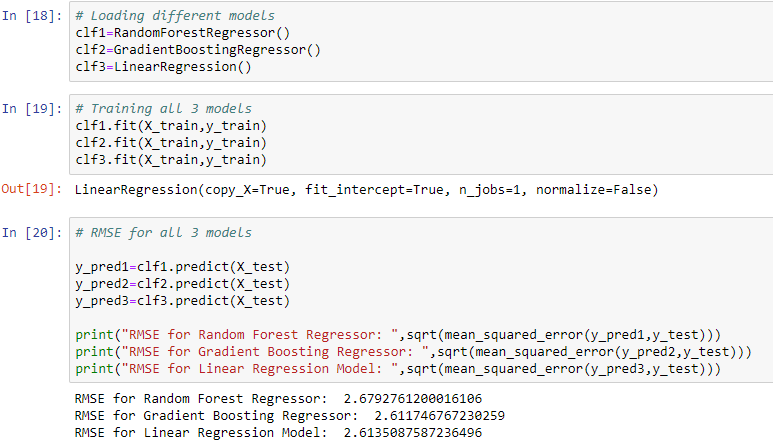 In [18]: # Loading different models
clf1=RandomForestRegressor()
clf2=GradientBoostingRegressor()
clf3=LinearRegression()
In [19]: # Training all 3 models
clf1.fit(X_train,y_train)
clf2.fit(X_train,y_train)
clf3.fit(X_train,y_train)
Out[19]: LinearRegression(copy_X=True, fit_intercept=True, n_jobs=1, normalize=False)
In [20]: # RMSE for all 3 models
y_pred1=clf1.predict(X_test)
y_pred2=clf2.predict(X_test)
y_pred3=clf3.predict(X_test)
print("RMSE for Random Forest Regressor: ",sqrt(mean_squared_error(y_pred1,y_test)))
print("RMSE for Gradient Boosting Regressor: ",sqrt(mean_squared_error(y_pred2,y_test)))
print("RMSE for Linear Regression Model: ",sqrt(mean_squared_error(y_pred3,y_test)))
RMSE for Random Forest Regressor:  2.6792761200016106
RMSE for Gradient Boosting Regressor:  2.611746767230259
RMSE for Linear Regression Model:  2.6135087587236496